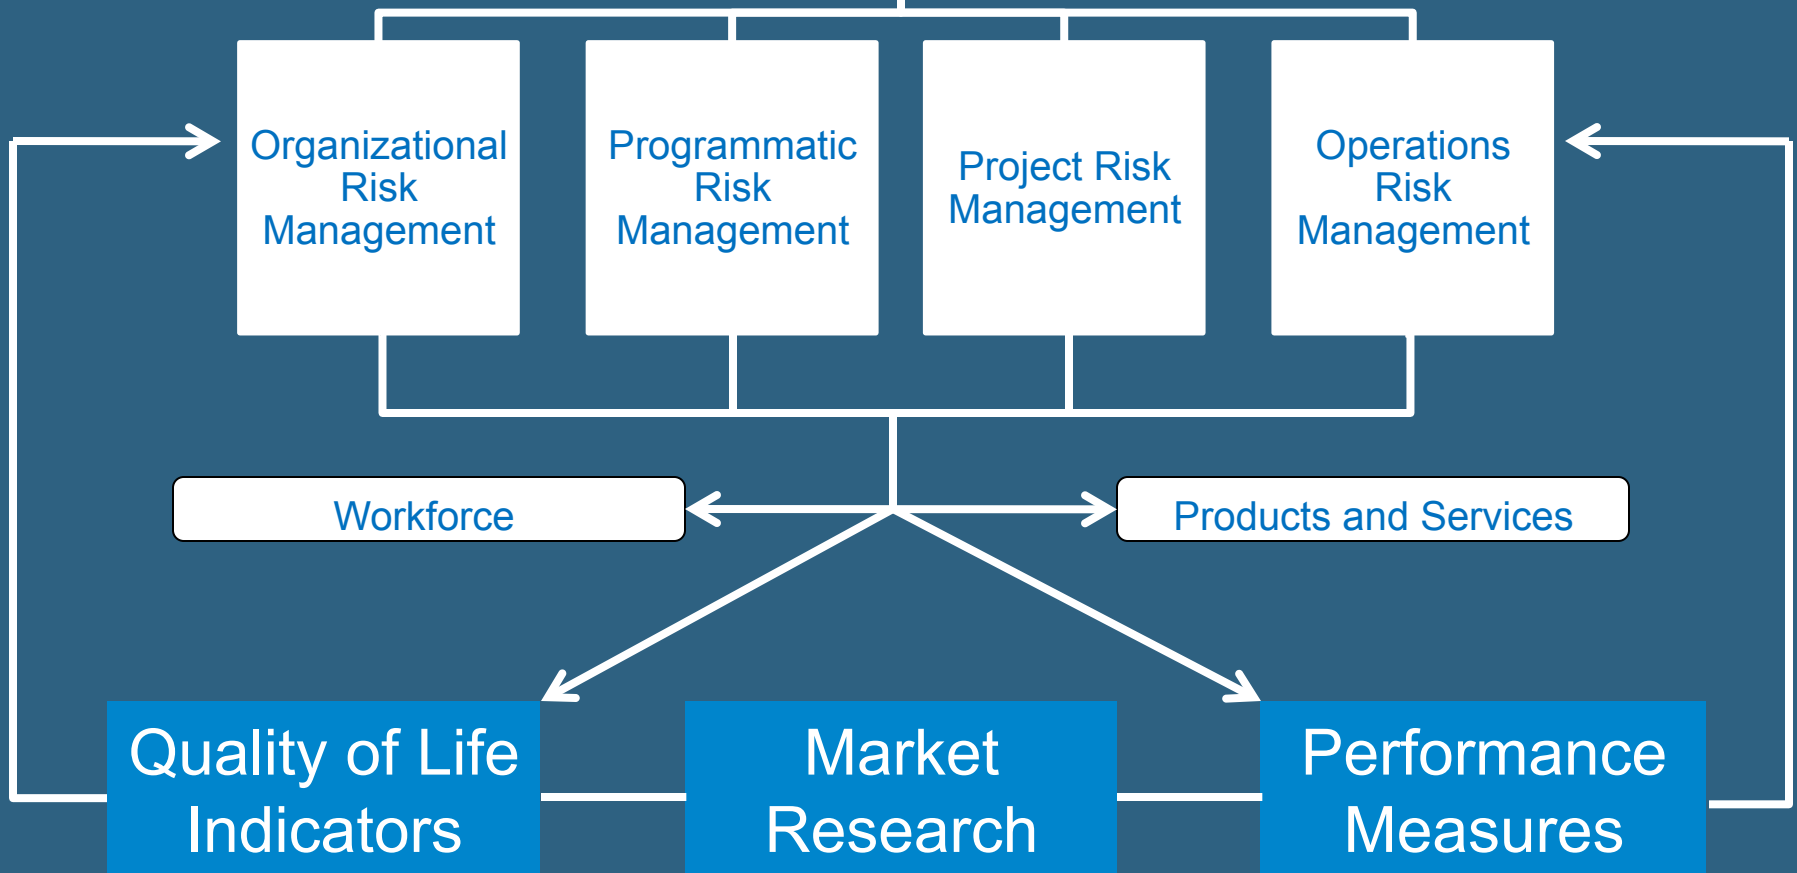 Organizational
Risk
Management
Programmatic
Risk
Management
Project Risk
Management
Operations
Risk
Management
Workforce
Products and Services
Quality of Life
Indicators
Market
Research
Performance
Measures